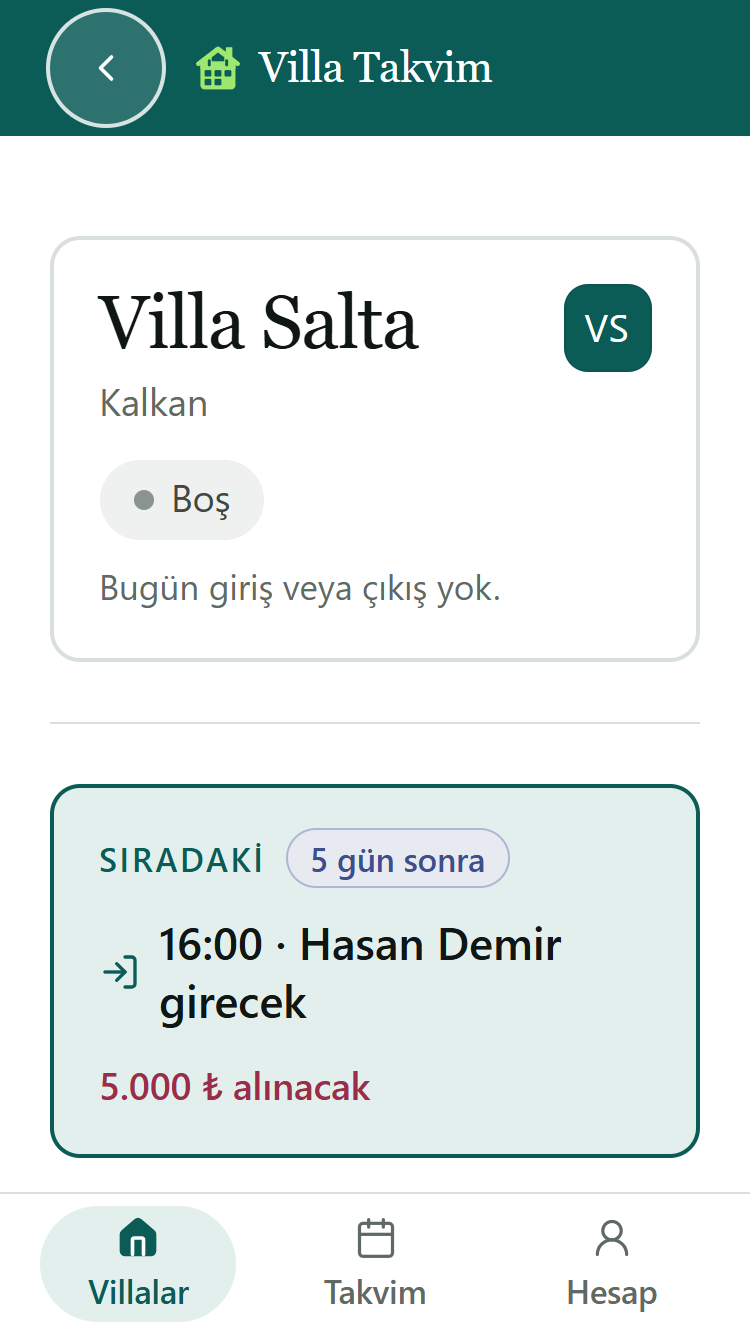 Villa Takvim
Villa Salta
VS
Kalkan
Boş
Bugün giriş veya çıkış yok.
SIRADAKİ
5 gün sonra
16:00 · Hasan Demir
girecek
5.000 ₺ alınacak
Villalar
Takvim
Hesap